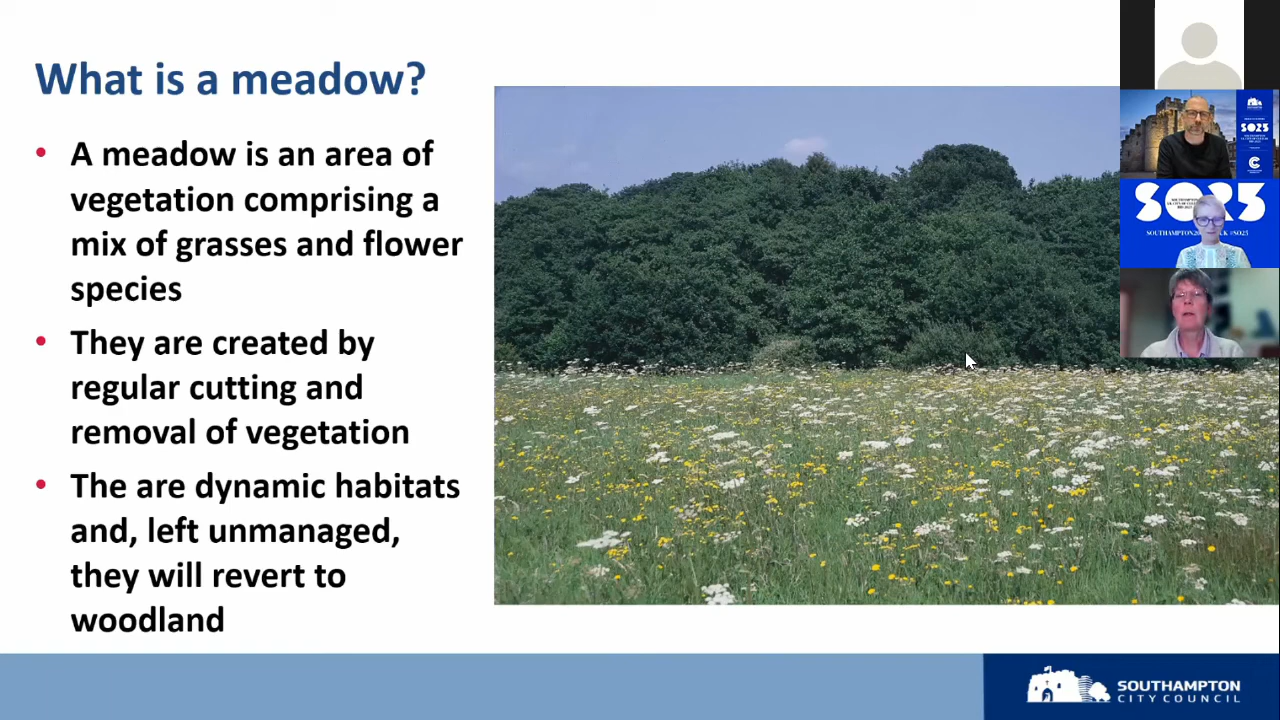 What is a meadow?
• A meadow is an area of
vegetation comprising a
mix of grasses and flower
species
• They are created by
regular cutting and
removal of vegetation
• The are dynamic habitats
and, left unmanaged,
they will revert to
woodland
SO25
SO25
SOUTHAMPTON
CITY COUNCIL